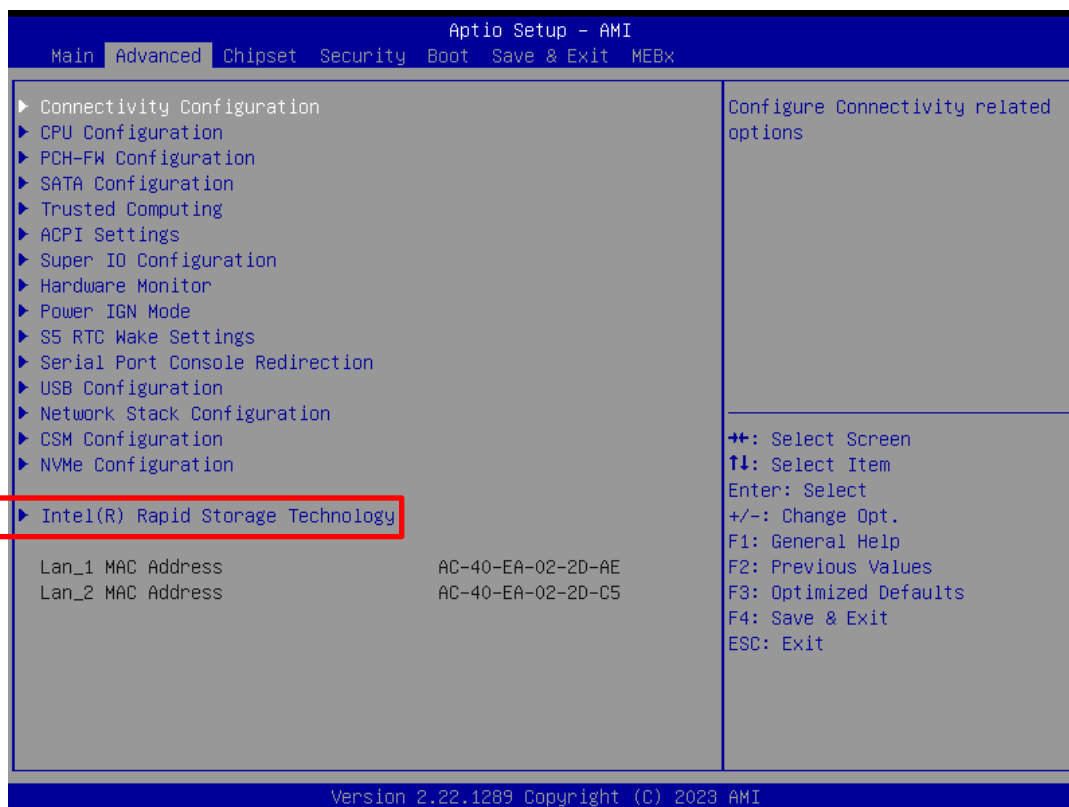 Aptio Setup – AMI
Main Advanced Chipset Security Boot Save & Exit MEBx
▶ Connectivity Configuration
▶ CPU Configuration
▶ PCH-FW Configuration
▶ SATA Configuration
▶ Trusted Computing
▶ ACPI Settings
▶ Super IO Configuration
▶ Hardware Monitor
▶ Power IGN Mode
▶ S5 RTC Wake Settings
▶ Serial Port Console Redirection
▶ USB Configuration
▶ Network Stack Configuration
▶ CSM Configuration
▶ NVMe Configuration
▶ Intel(R) Rapid Storage Technology
Lan_1 MAC Address AC-40-EA-02-2D-AE
Lan_2 MAC Address AC-40-EA-02-2D-C5
Configure Connectivity related
options
→←: Select Screen
↑↓: Select Item
Enter: Select
+/-: Change Opt.
F1: General Help
F2: Previous Values
F3: Optimized Defaults
F4: Save & Exit
ESC: Exit
Version 2.22.1289 Copyright (C) 2023 AMI